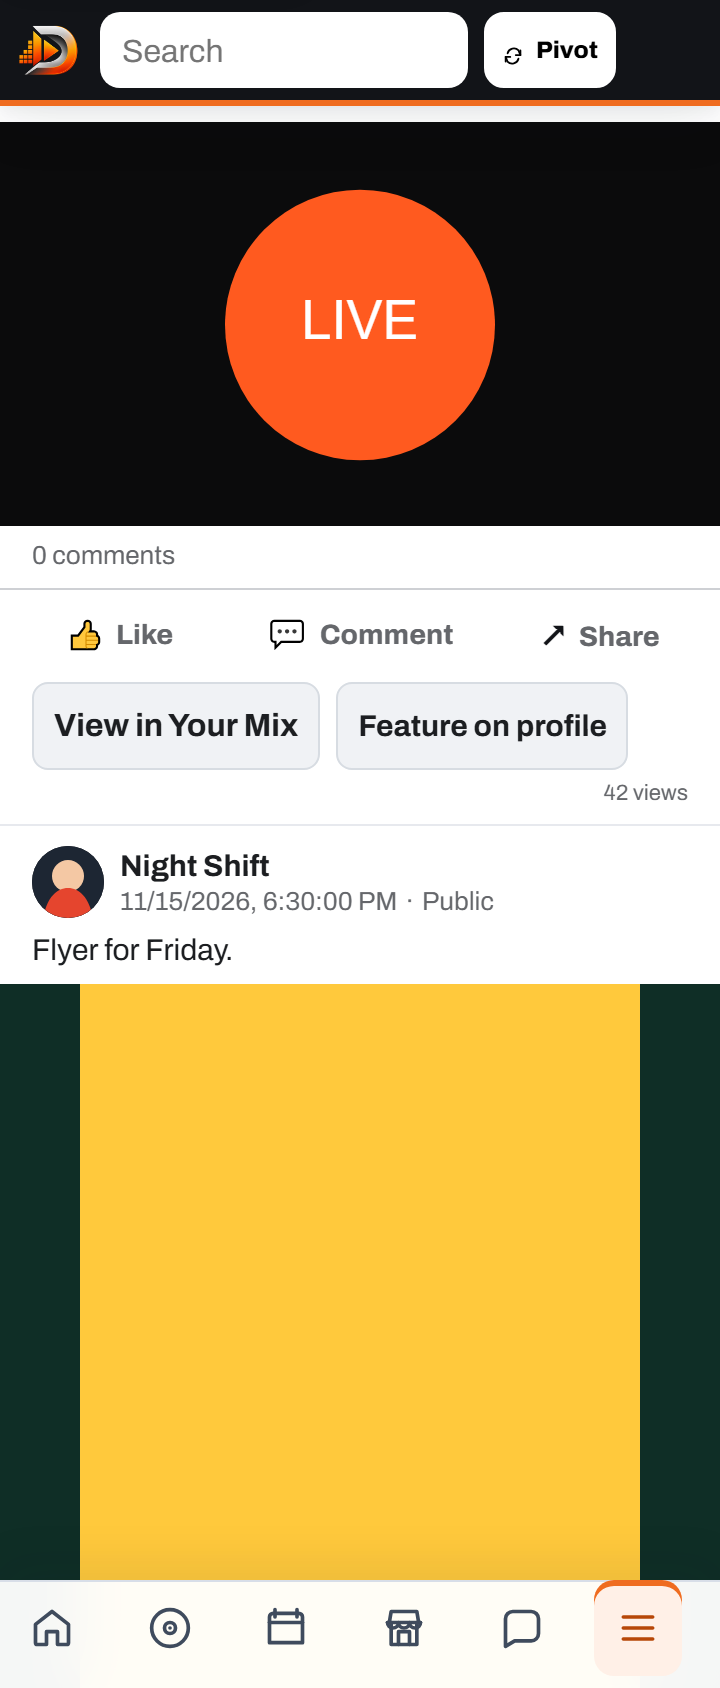 Search
Pivot
LIVE
0 comments
Like
Comment
Share
View in Your Mix
Feature on profile
42 views
Night Shift
11/15/2026, 6:30:00 PM · Public
Flyer for Friday.